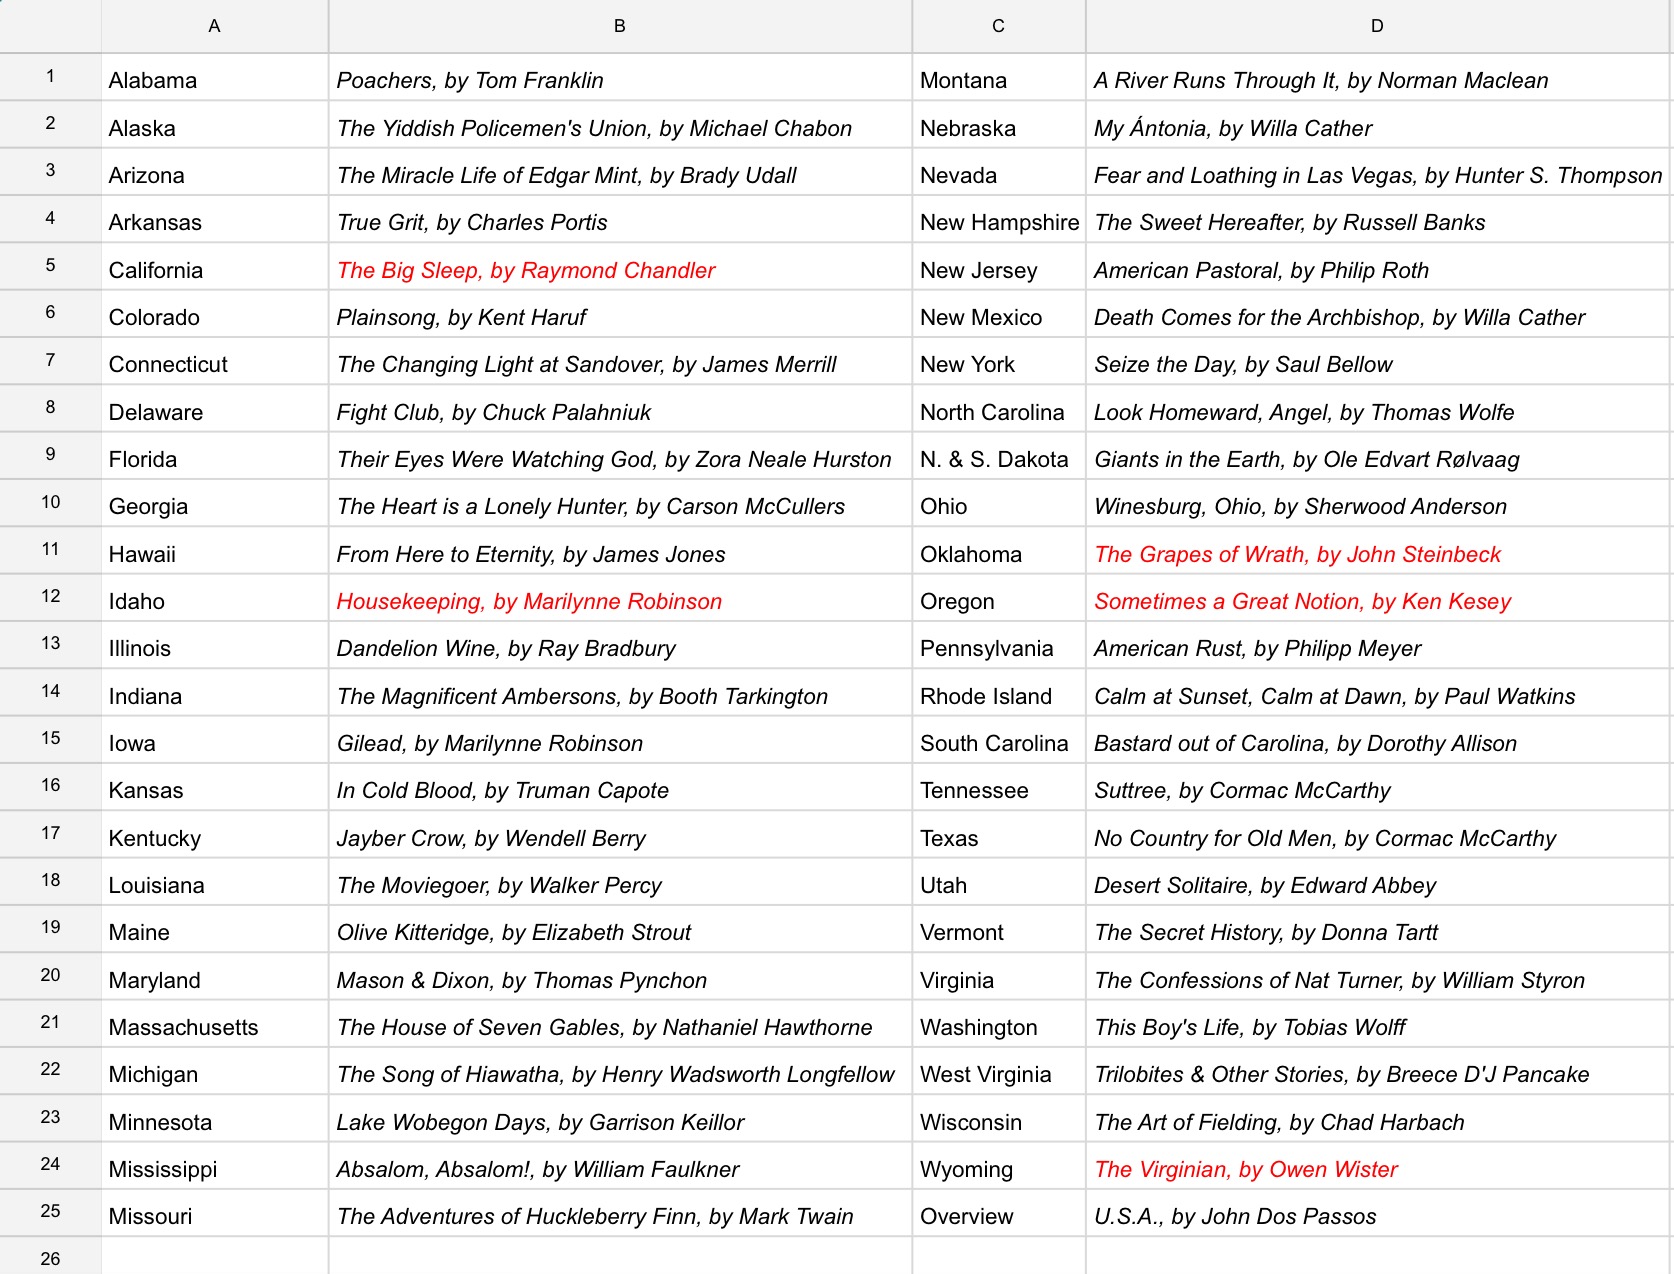 A B C D
1 Alabama Poachers, by Tom Franklin Montana A River Runs Through It, by Norman Maclean
2 Alaska The Yiddish Policemen's Union, by Michael Chabon Nebraska My Ántonia, by Willa Cather
3 Arizona The Miracle Life of Edgar Mint, by Brady Udall Nevada Fear and Loathing in Las Vegas, by Hunter S. Thompson
4 Arkansas True Grit, by Charles Portis New Hampshire The Sweet Hereafter, by Russell Banks
5 California The Big Sleep, by Raymond Chandler New Jersey American Pastoral, by Philip Roth
6 Colorado Plainsong, by Kent Haruf New Mexico Death Comes for the Archbishop, by Willa Cather
7 Connecticut The Changing Light at Sandover, by James Merrill New York Seize the Day, by Saul Bellow
8 Delaware Fight Club, by Chuck Palahniuk North Carolina Look Homeward, Angel, by Thomas Wolfe
9 Florida Their Eyes Were Watching God, by Zora Neale Hurston N. & S. Dakota Giants in the Earth, by Ole Edvart Rølvaag
10 Georgia The Heart is a Lonely Hunter, by Carson McCullers Ohio Winesburg, Ohio, by Sherwood Anderson
11 Hawaii From Here to Eternity, by James Jones Oklahoma The Grapes of Wrath, by John Steinbeck
12 Idaho Housekeeping, by Marilynne Robinson Oregon Sometimes a Great Notion, by Ken Kesey
13 Illinois Dandelion Wine, by Ray Bradbury Pennsylvania American Rust, by Philipp Meyer
14 Indiana The Magnificent Ambersons, by Booth Tarkington Rhode Island Calm at Sunset, Calm at Dawn, by Paul Watkins
15 Iowa Gilead, by Marilynne Robinson South Carolina Bastard out of Carolina, by Dorothy Allison
16 Kansas In Cold Blood, by Truman Capote Tennessee Suttree, by Cormac McCarthy
17 Kentucky Jayber Crow, by Wendell Berry Texas No Country for Old Men, by Cormac McCarthy
18 Louisiana The Moviegoer, by Walker Percy Utah Desert Solitaire, by Edward Abbey
19 Maine Olive Kitteridge, by Elizabeth Strout Vermont The Secret History, by Donna Tartt
20 Maryland Mason & Dixon, by Thomas Pynchon Virginia The Confessions of Nat Turner, by William Styron
21 Massachusetts The House of Seven Gables, by Nathaniel Hawthorne Washington This Boy's Life, by Tobias Wolff
22 Michigan The Song of Hiawatha, by Henry Wadsworth Longfellow West Virginia Trilobites & Other Stories, by Breece D'J Pancake
23 Minnesota Lake Wobegon Days, by Garrison Keillor Wisconsin The Art of Fielding, by Chad Harbach
24 Mississippi Absalom, Absalom!, by William Faulkner Wyoming The Virginian, by Owen Wister
25 Missouri The Adventures of Huckleberry Finn, by Mark Twain Overview U.S.A., by John Dos Passos
26